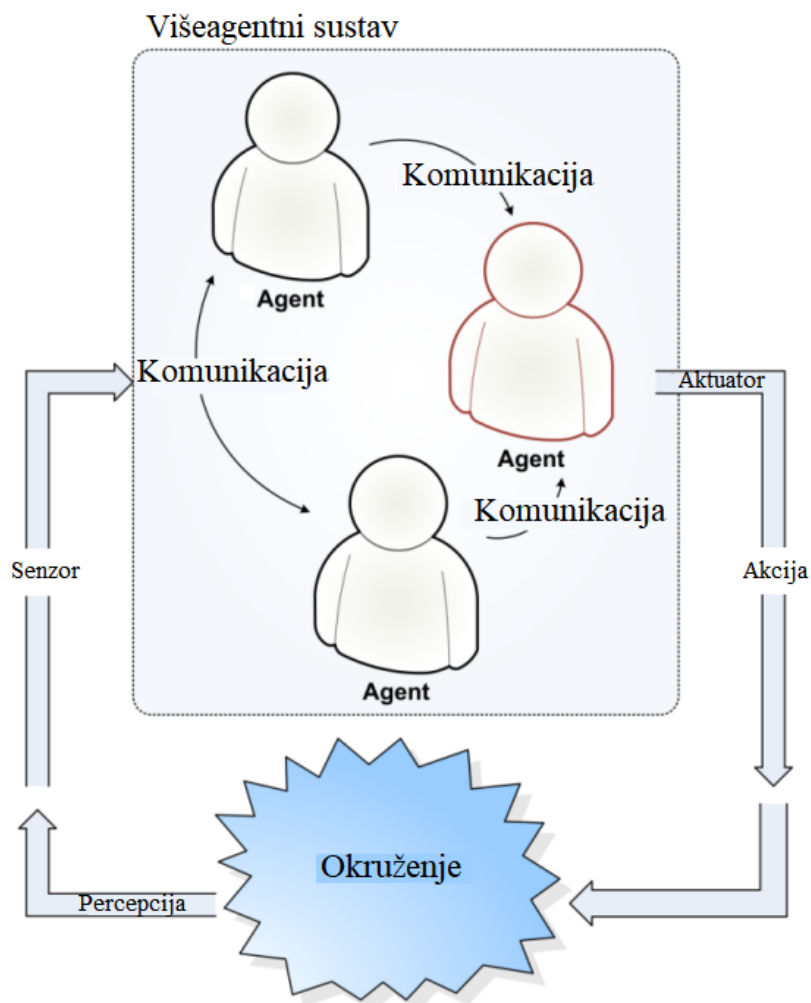 Višeagentni sustav
Komunikacija
Agent
Komunikacija
Aktuator
Agent
Komunikacija
Senzor
Akcija
Agent
Okruženje
Percepcija